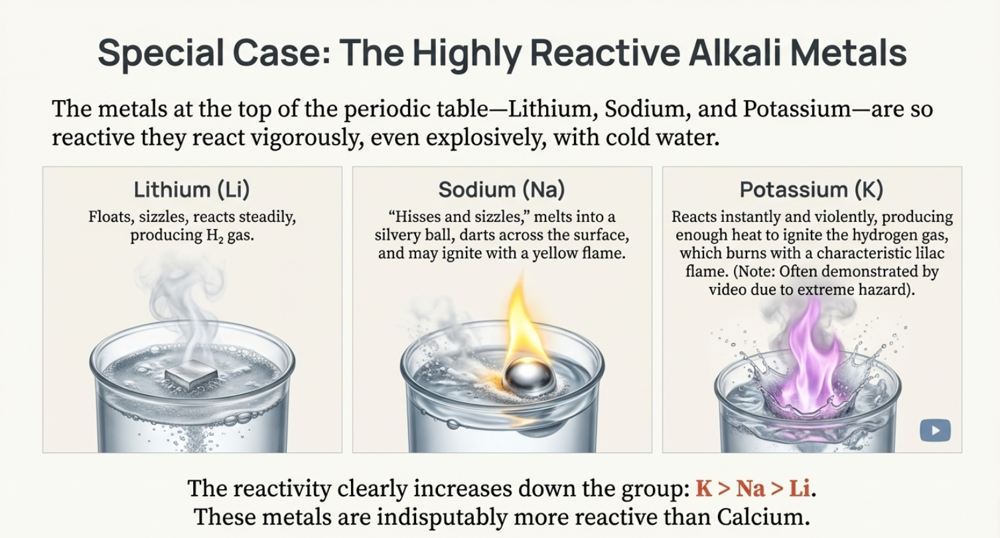 Special Case: The Highly Reactive Alkali Metals
The metals at the top of the periodic table—Lithium, Sodium, and Potassium—are so
reactive they react vigorously, even explosively, with cold water.
Lithium (Li)
Floats, sizzles, reacts steadily,
producing H₂ gas.
Sodium (Na)
“Hisses and sizzles,” melts into a
silvery ball, darts across the surface,
and may ignite with a yellow flame.
Potassium (K)
Reacts instantly and violently, producing
enough heat to ignite the hydrogen gas,
which burns with a characteristic lilac
flame. (Note: Often demonstrated by
video due to extreme hazard).
The reactivity clearly increases down the group: K > Na > Li.
These metals are indisputably more reactive than Calcium.